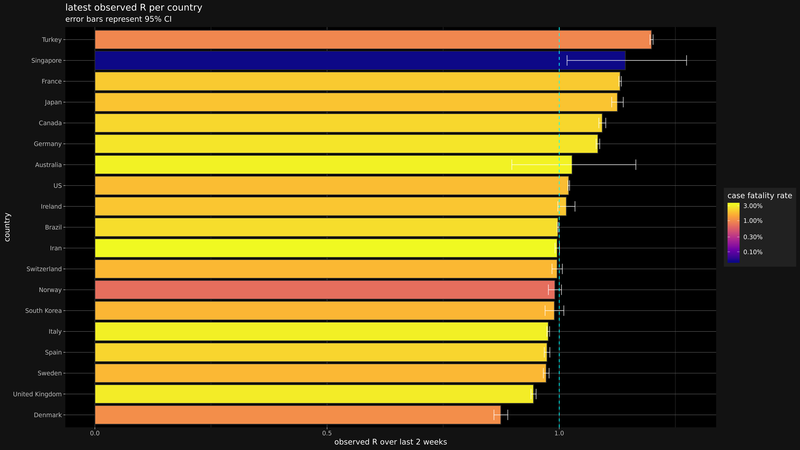 latest observed R per country
error bars represent 95% CI
country
Turkey
Singapore
France
Japan
Canada
Germany
Australia
US
Ireland
Brazil
Iran
Switzerland
Norway
South Korea
Italy
Spain
Sweden
United Kingdom
Denmark
0.0
0.5
1.0
observed R over last 2 weeks
case fatality rate
3.00%
1.00%
0.30%
0.10%